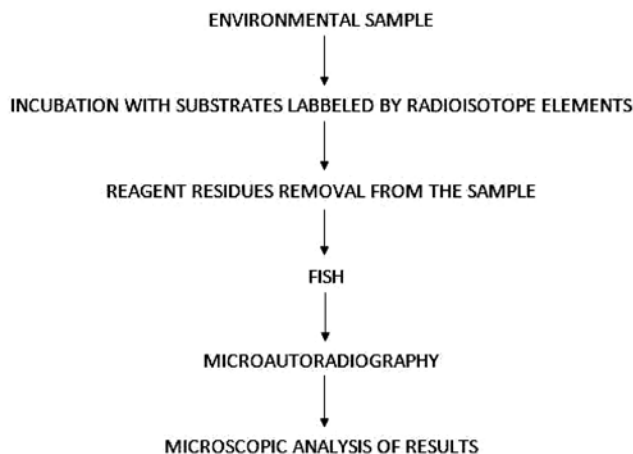 ENVIRONMENTAL SAMPLE
INCUBATION WITH SUBSTRATES LABBELED BY RADIOISOTOPE ELEMENTS
REAGENT RESIDUES REMOVAL FROM THE SAMPLE
FISH
MICROAUTORADIOGRAPHY
MICROSCOPIC ANALYSIS OF RESULTS